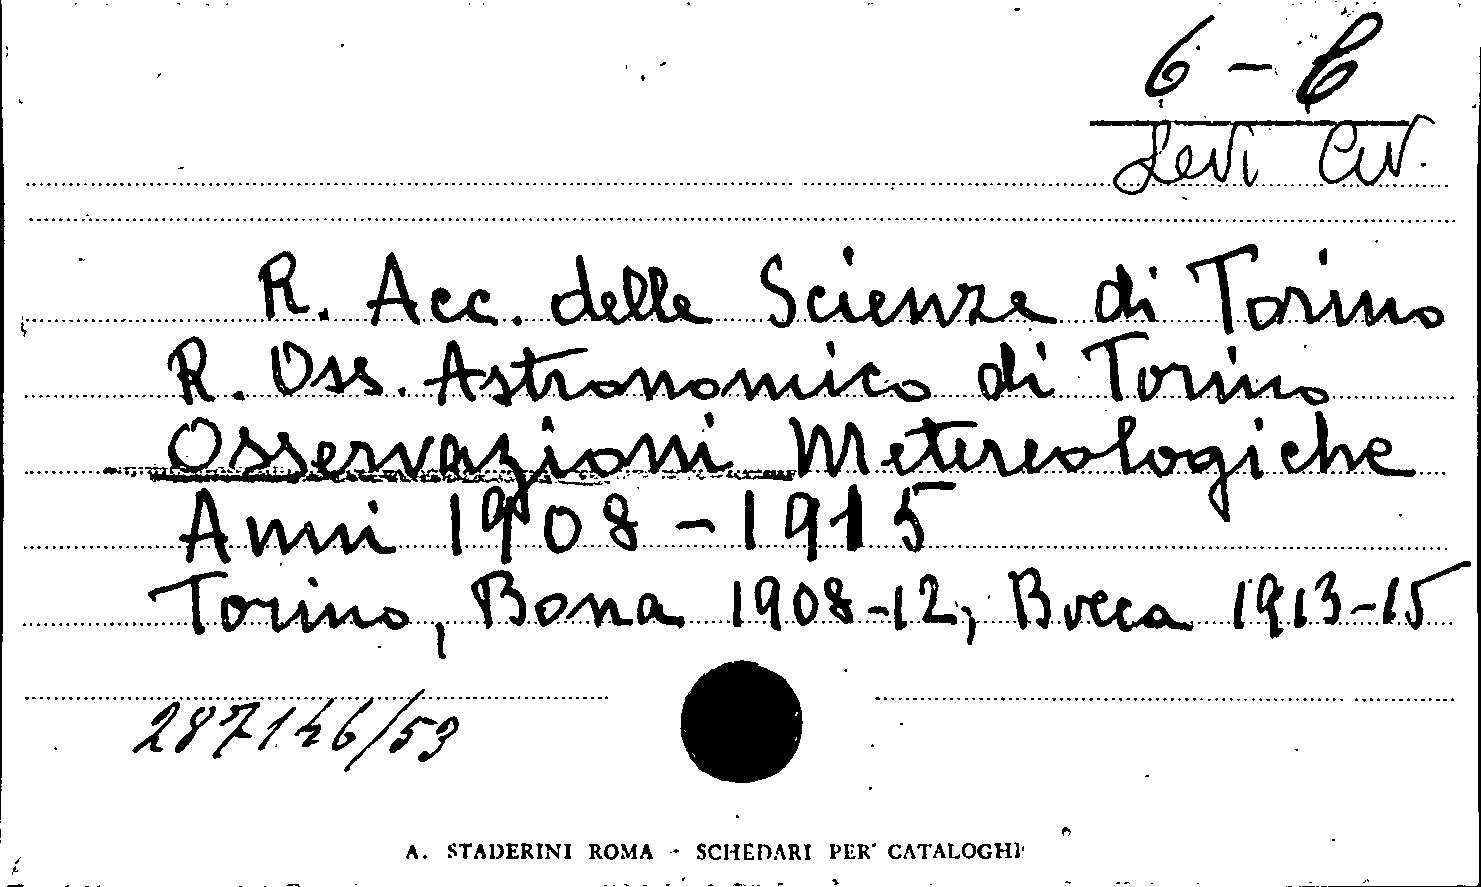 6 - C
Levi Civ.
R. Acc. delle Scienze di Torino
R. Oss. Astronomico di Torino
Osservazioni Metereologiche
Anni 1908 - 1915
Torino, Bona 1908-12; Bocca 1913-15
287146/53
A. STADERINI ROMA - SCHEDARI PER CATALOGHI